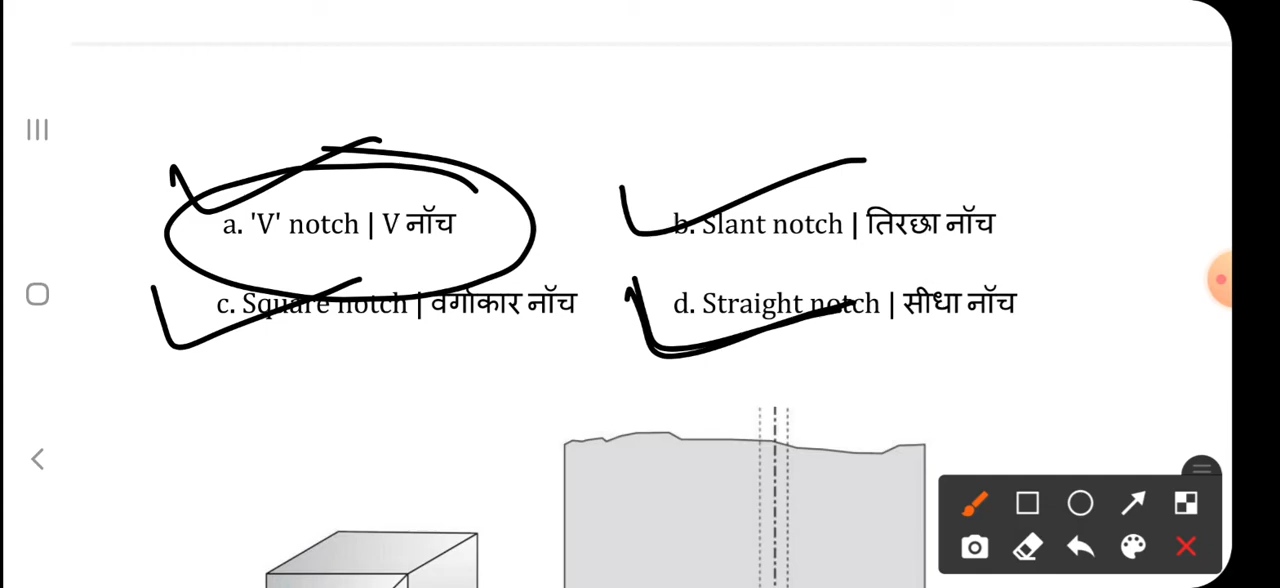 a. 'V' notch | V नॉच
b. Slant notch | तिरछा नॉच
c. Square notch | वर्गाकार नॉच
d. Straight notch | सीधा नॉच